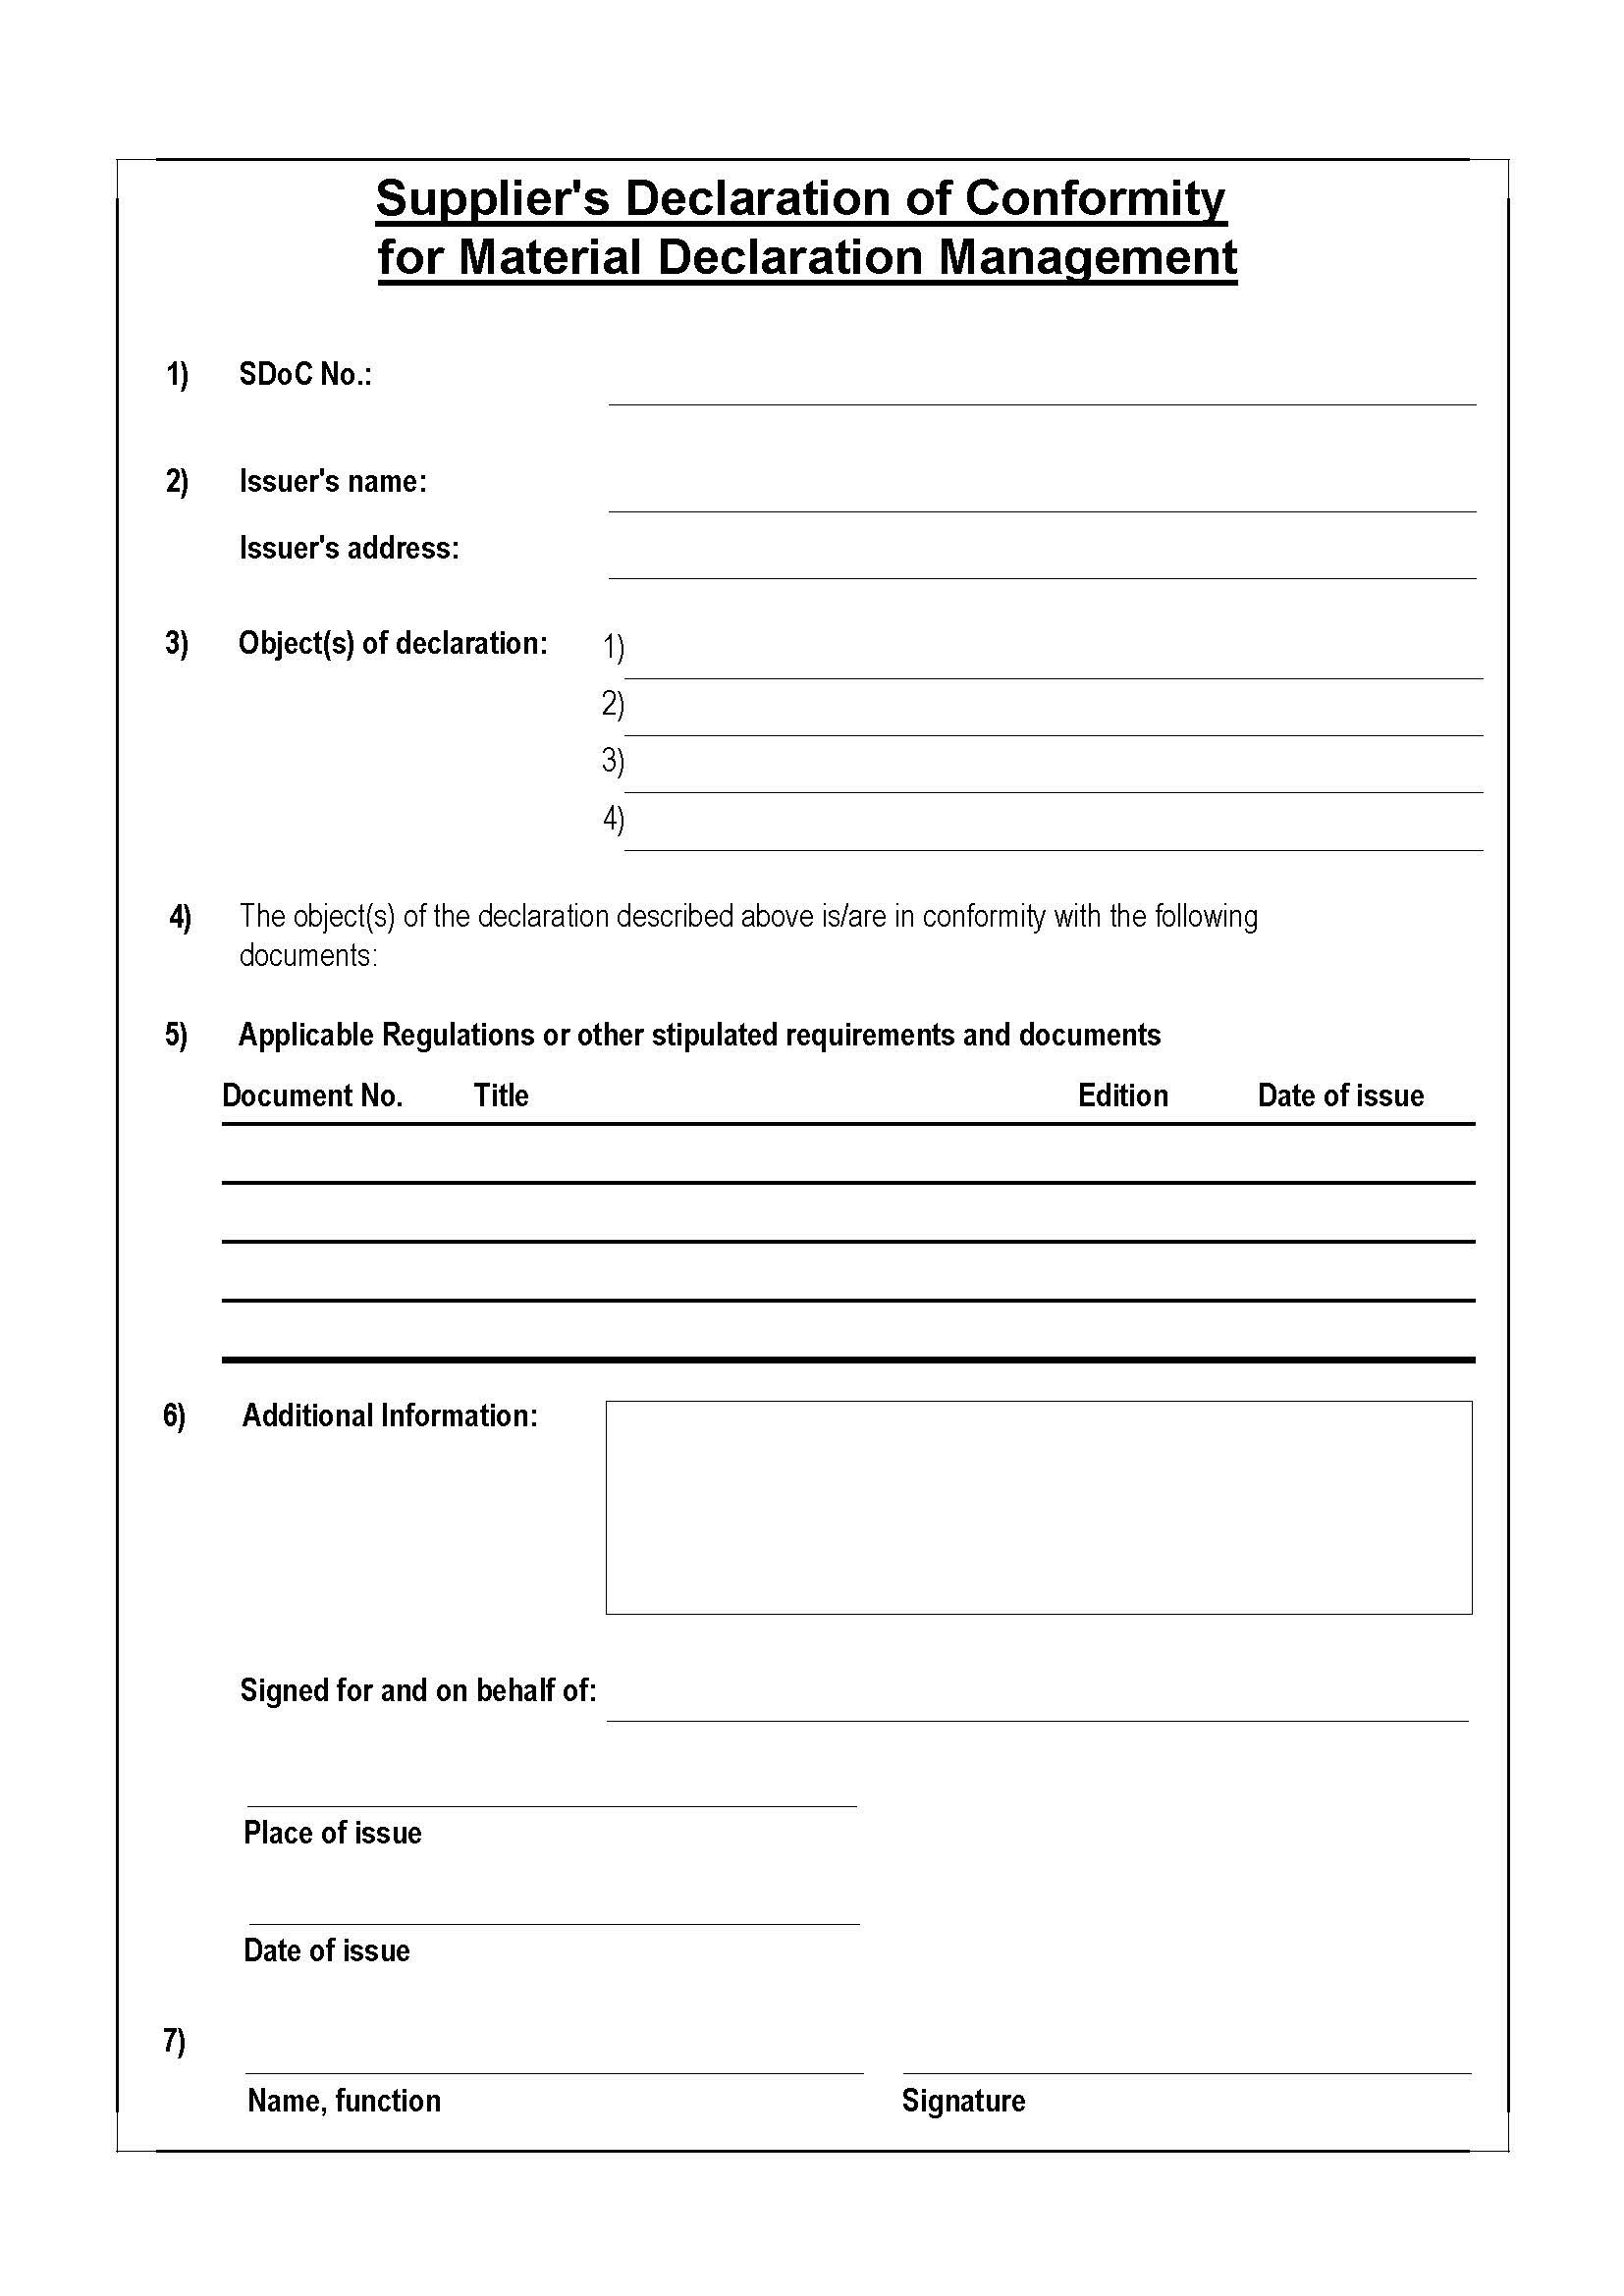 Supplier's Declaration of Conformity
for Material Declaration Management
1) SDoC No.:
2) Issuer's name:
Issuer's address:
3) Object(s) of declaration: 1)
2)
3)
4)
4) The object(s) of the declaration described above is/are in conformity with the following
documents:
5) Applicable Regulations or other stipulated requirements and documents
Document No. Title Edition Date of issue
6) Additional Information:
Signed for and on behalf of:
Place of issue
Date of issue
7)
Name, function Signature